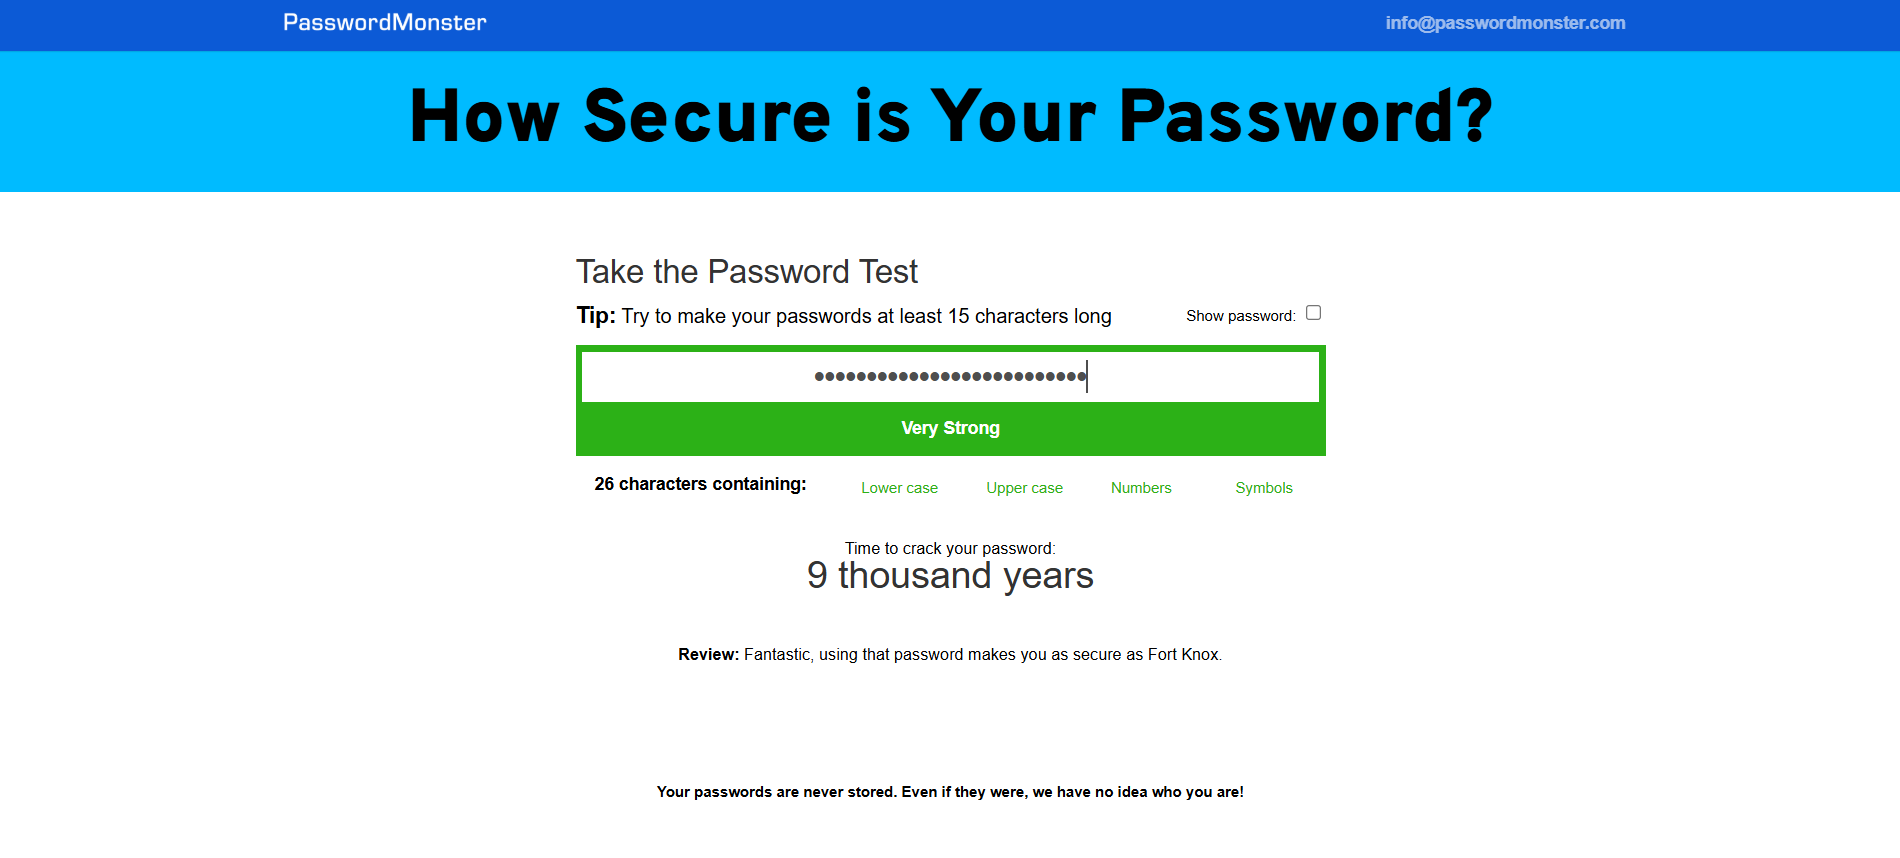 PasswordMonster
info@passwordmonster.com
How Secure is Your Password?
Take the Password Test
Tip: Try to make your passwords at least 15 characters long
Show password:
••••••••••••••••••••••••••
Very Strong
26 characters containing:
Lower case
Upper case
Numbers
Symbols
Time to crack your password:
9 thousand years
Review: Fantastic, using that password makes you as secure as Fort Knox.
Your passwords are never stored. Even if they were, we have no idea who you are!